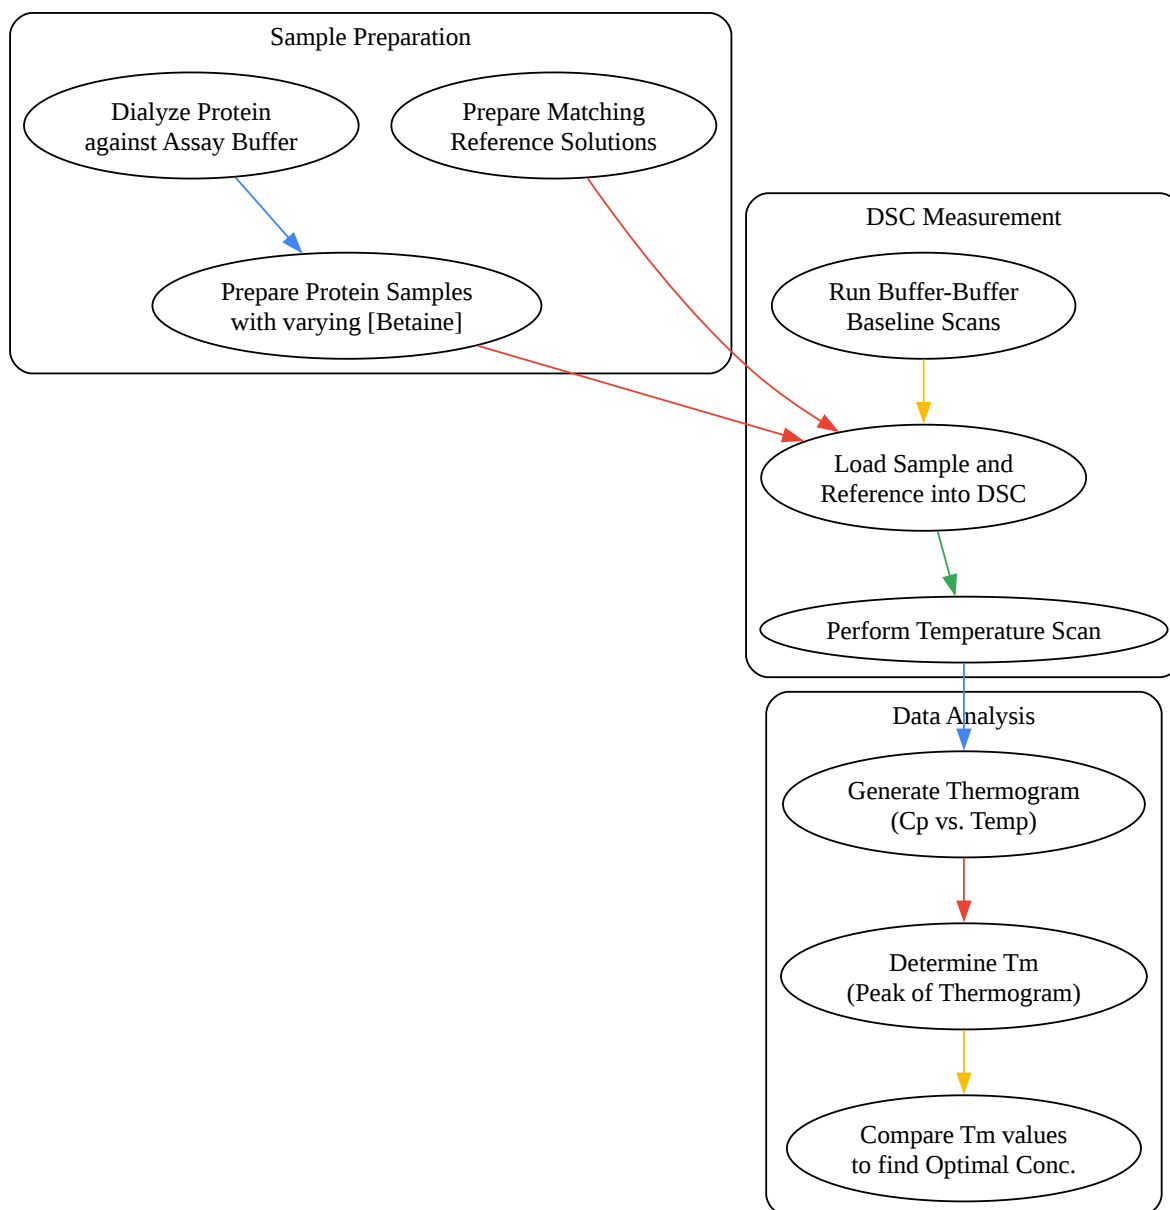 Sample Preparation
Dialyze Protein
against Assay Buffer
Prepare Matching
Reference Solutions
Prepare Protein Samples
with varying [Betaine]
DSC Measurement
Run Buffer-Buffer
Baseline Scans
Load Sample and
Reference into DSC
Perform Temperature Scan
Data Analysis
Generate Thermogram
(Cp vs. Temp)
Determine Tm
(Peak of Thermogram)
Compare Tm values
to find Optimal Conc.